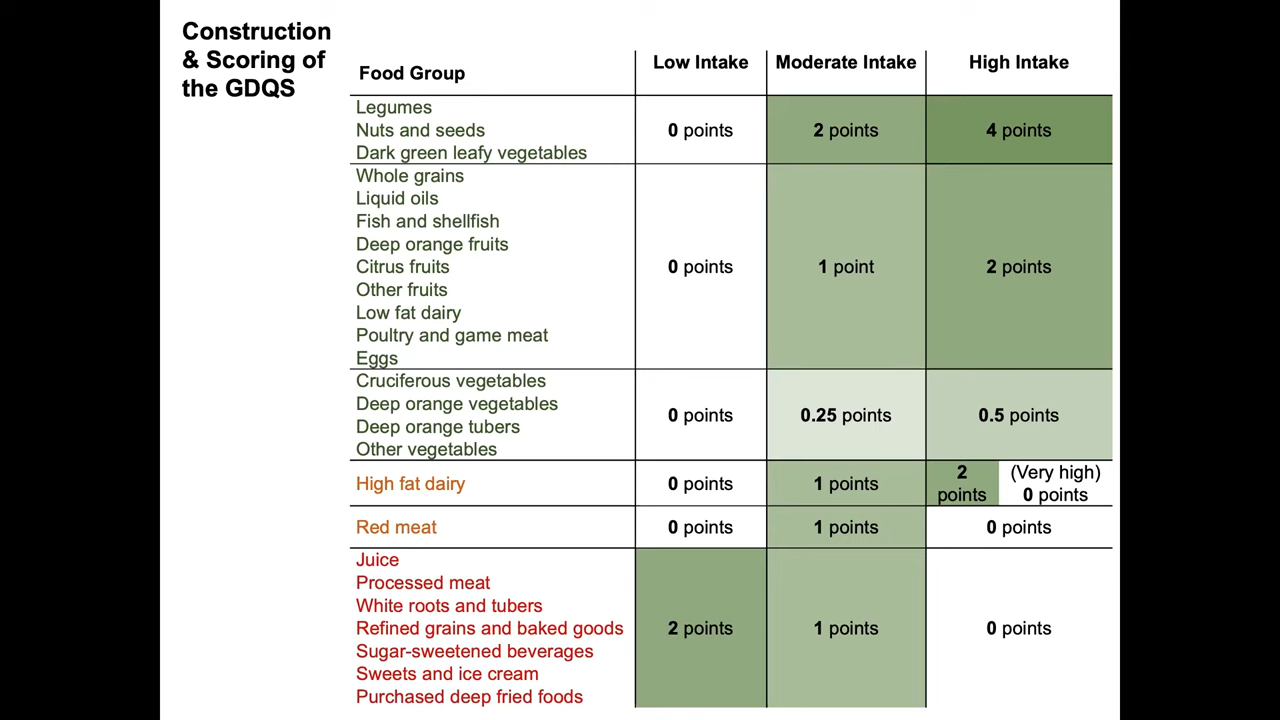 Construction
& Scoring of
the GDQS
Food Group
Low Intake
Moderate Intake
High Intake
Legumes
Nuts and seeds
Dark green leafy vegetables
0 points
2 points
4 points
Whole grains
Liquid oils
Fish and shellfish
Deep orange fruits
Citrus fruits
Other fruits
Low fat dairy
Poultry and game meat
Eggs
0 points
1 point
2 points
Cruciferous vegetables
Deep orange vegetables
Deep orange tubers
Other vegetables
0 points
0.25 points
0.5 points
High fat dairy
0 points
1 points
2
points
(Very high)
0 points
Red meat
0 points
1 points
0 points
Juice
Processed meat
White roots and tubers
Refined grains and baked goods
Sugar-sweetened beverages
Sweets and ice cream
Purchased deep fried foods
2 points
1 points
0 points